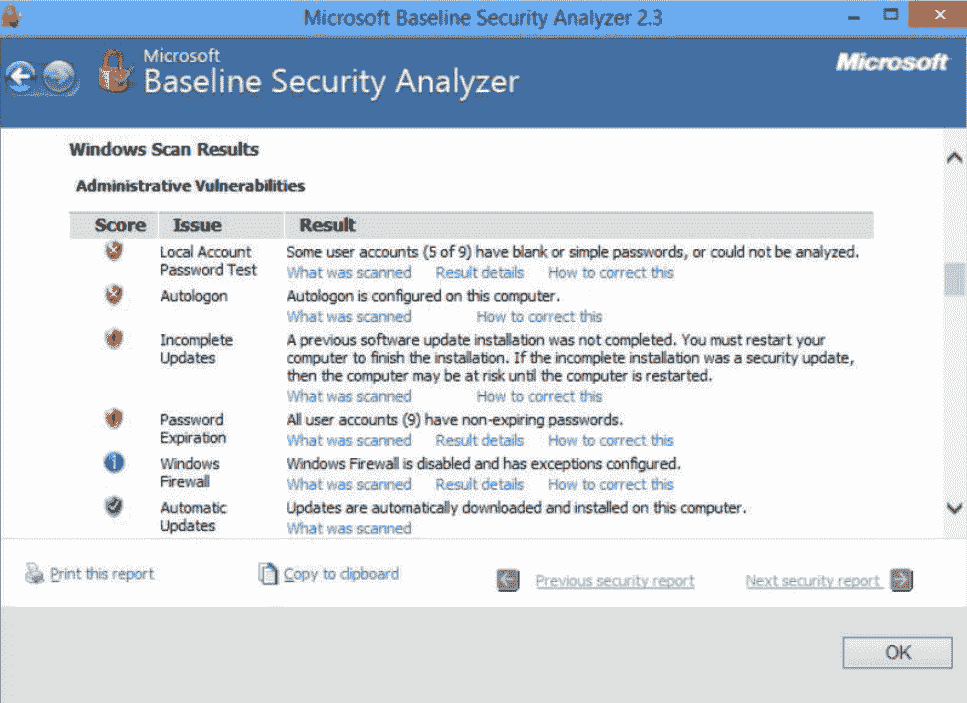 Microsoft Baseline Security Analyzer 2.3
Microsoft
Baseline Security Analyzer
Microsoft
Windows Scan Results
Administrative Vulnerabilities
Score Issue Result
Local Account Password Test
Some user accounts (5 of 9) have blank or simple passwords, or could not be analyzed.
What was scanned Result details How to correct this
Autologon
Autologon is configured on this computer.
What was scanned How to correct this
Incomplete Updates
A previous software update installation was not completed. You must restart your
computer to finish the installation. If the incomplete installation was a security update,
then the computer may be at risk until the computer is restarted.
What was scanned How to correct this
Password Expiration
All user accounts (9) have non-expiring passwords.
What was scanned Result details How to correct this
Windows Firewall
Windows Firewall is disabled and has exceptions configured.
What was scanned Result details How to correct this
Automatic Updates
Updates are automatically downloaded and installed on this computer.
What was scanned
Print this report Copy to clipboard Previous security report Next security report
OK